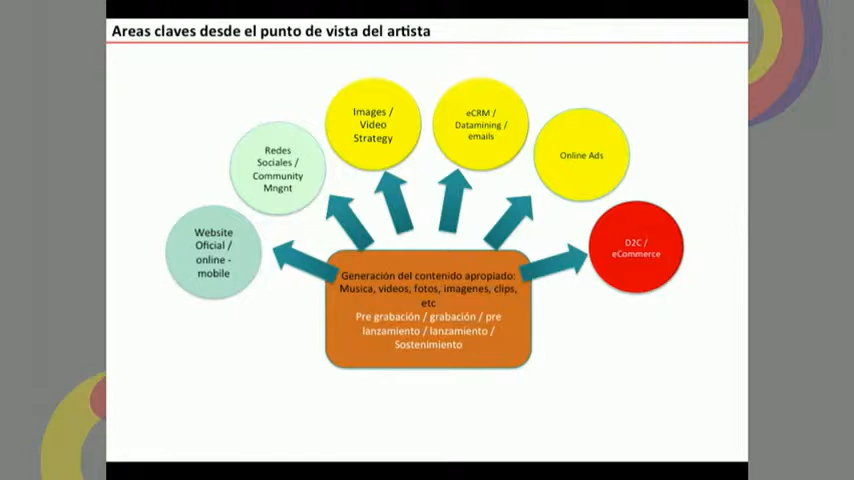 Areas claves desde el punto de vista del artista
Images /
Video
Strategy
eCRM /
Datamining /
emails
Redes
Sociales /
Community
Mngnt
Online Ads
Website
Oficial /
online -
mobile
D2C /
eCommerce
Generación del contenido apropiado:
Musica, videos, fotos, imagenes, clips,
etc
Pre grabación / grabación / pre
lanzamiento / lanzamiento /
Sostenimiento